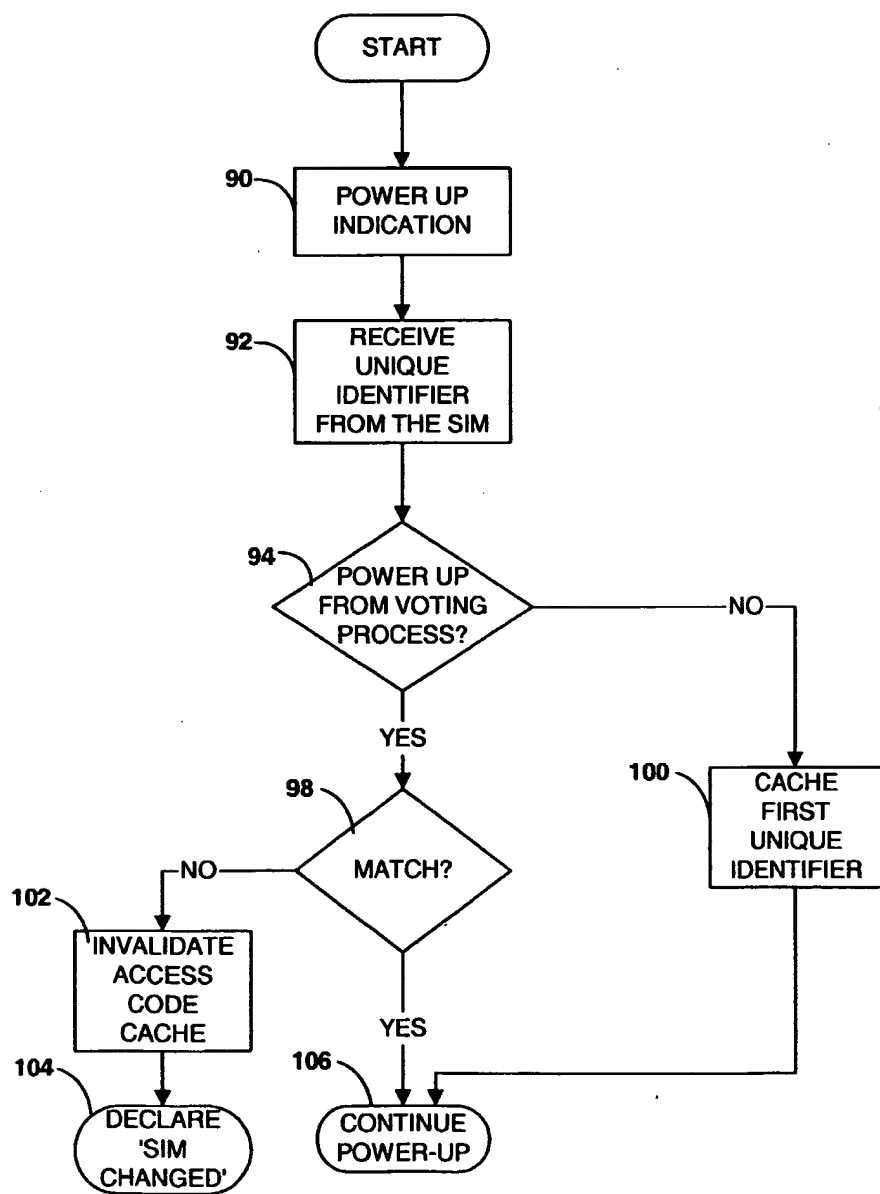 START
90
POWER UP
INDICATION
92
RECEIVE
UNIQUE
IDENTIFIER
FROM THE SIM
94
POWER UP
FROM VOTING
PROCESS?
NO
YES
98
MATCH?
100
CACHE
FIRST
UNIQUE
IDENTIFIER
NO
102
INVALIDATE
ACCESS
CODE
CACHE
YES
104
DECLARE
'SIM
CHANGED'
106
CONTINUE
POWER-UP